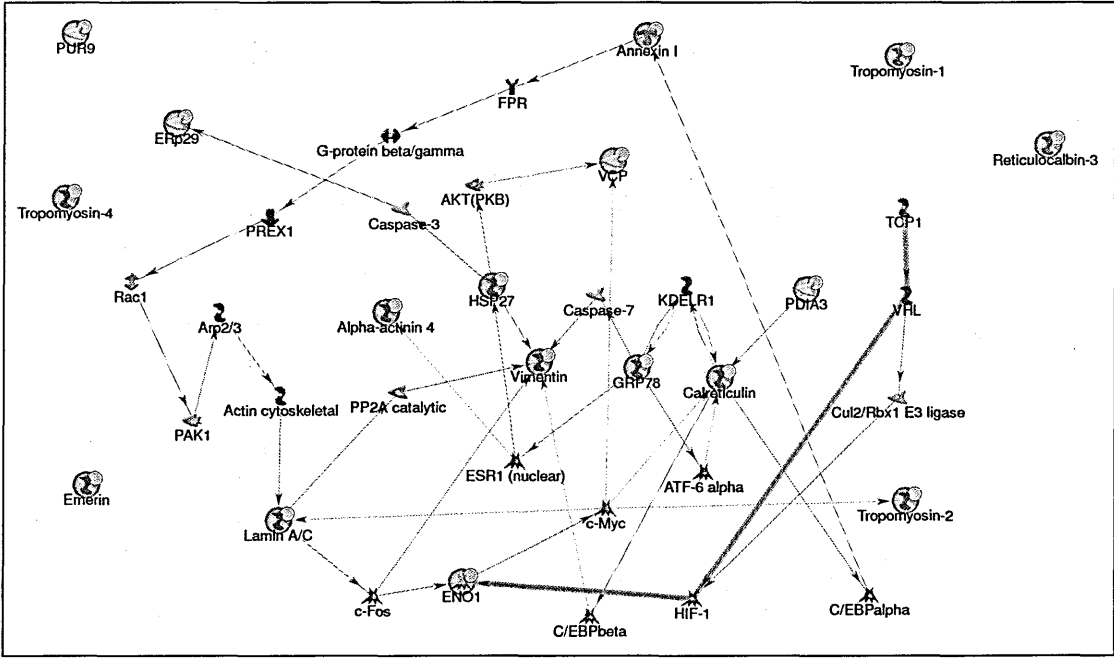 PUR9
Annexin I
Tropomyosin-1
FPR
ERp29
G-protein beta/gamma
Reticulocalbin-3
VCP
AKT(PKB)
Tropomyosin-4
Caspase-3
PREX1
TCP1
Rac1
HSP27
Caspase-7
KDELR1
PDIA3
VHL
Arp2/3
Alpha-actinin 4
Vimentin
GRP78
Calreticulin
Actin cytoskeletal
PP2A catalytic
Cul2/Rbx1 E3 ligase
PAK1
ESR1 (nuclear)
ATF-6 alpha
Emerin
Tropomyosin-2
Lamin A/C
c-Myc
c-Fos
ENO1
C/EBPbeta
HIF-1
C/EBPalpha